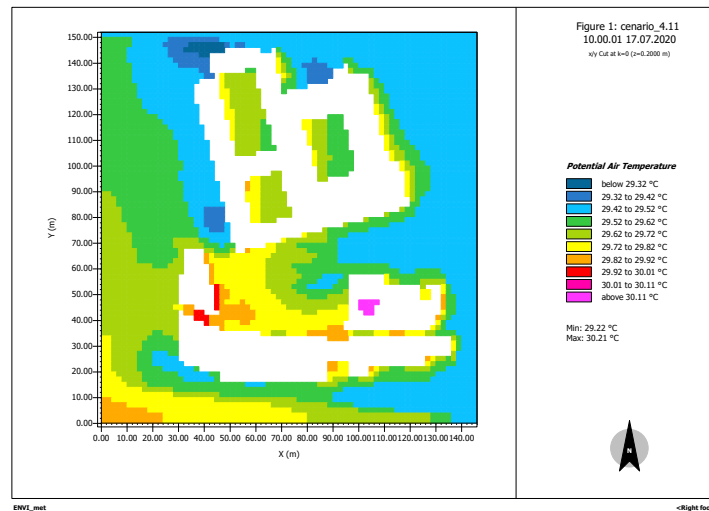 Figure 1: cenario_4.11
10.00.01 17.07.2020
x/y Cut at k=0 (z=0.2000 m)
150.00
140.00
130.00
120.00
110.00
100.00
90.00
80.00
70.00
60.00
50.00
40.00
30.00
20.00
10.00
0.00
Y (m)
0.00 10.00 20.00 30.00 40.00 50.00 60.00 70.00 80.00 90.00 100.00 110.00 120.00 130.00 140.00
X (m)
Potential Air Temperature
below 29.32 °C
29.32 to 29.42 °C
29.42 to 29.52 °C
29.52 to 29.62 °C
29.62 to 29.72 °C
29.72 to 29.82 °C
29.82 to 29.92 °C
29.92 to 30.01 °C
30.01 to 30.11 °C
above 30.11 °C
Min: 29.22 °C
Max: 30.21 °C
N
ENVI_met
<Right foo